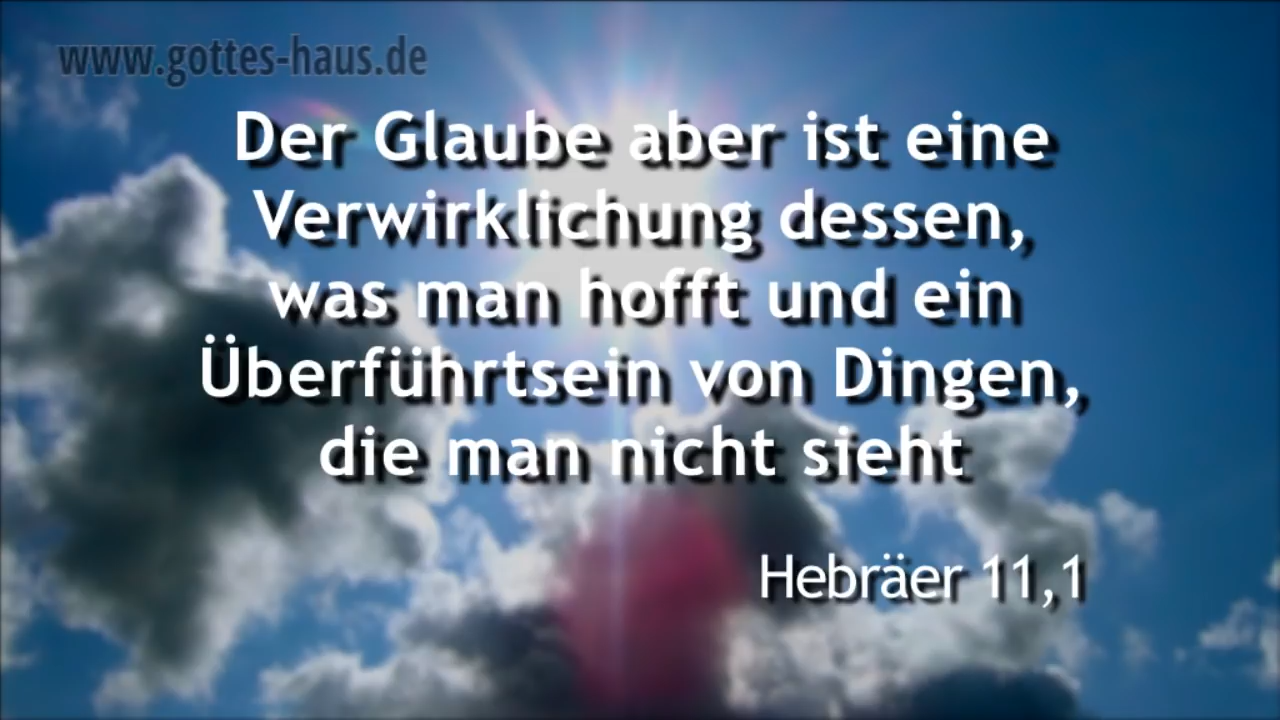 www.gottes-haus.de
Der Glaube aber ist eine
Verwirklichung dessen,
was man hofft und ein
Überführtsein von Dingen,
die man nicht sieht
Hebräer 11,1